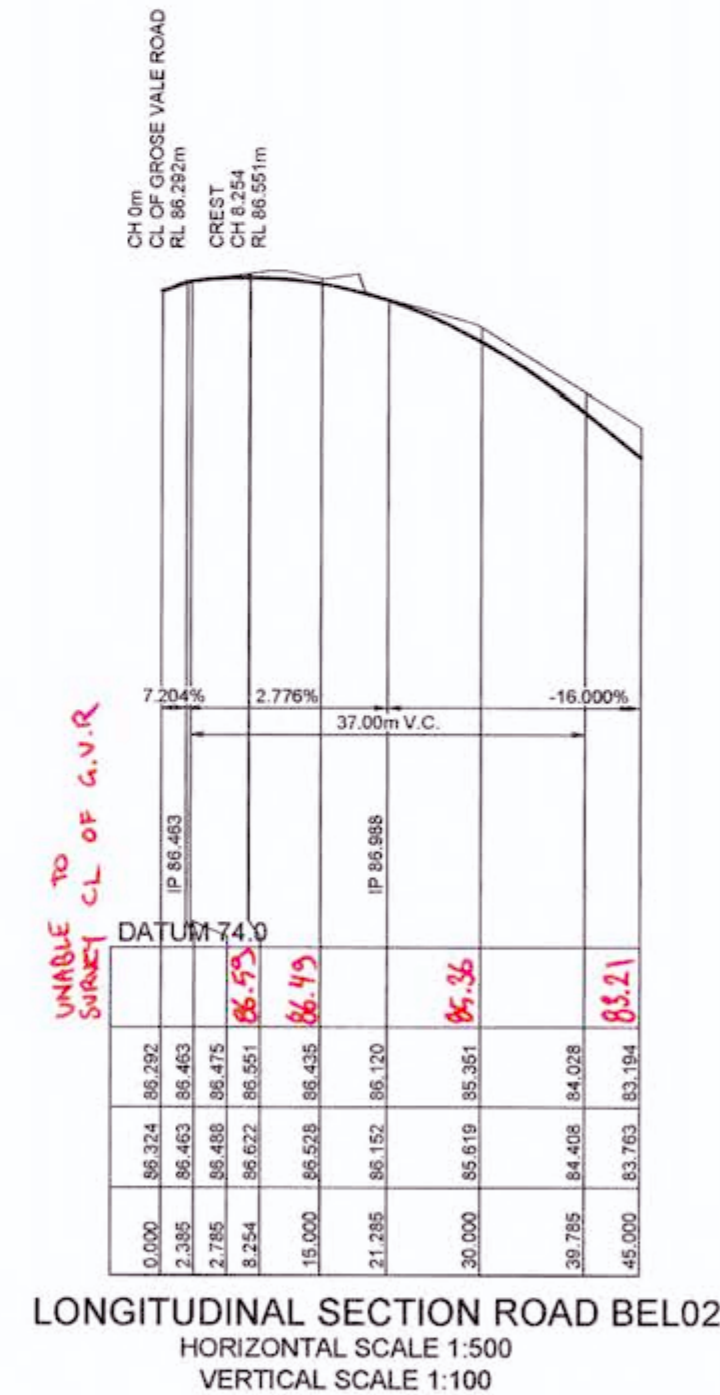 CH 0m
CL OF GROSE VALE ROAD
RL 86.292m
CREST
CH 8.254
RL 86.551m
7.204%
2.776%
-16.000%
37.00m V.C.
IP 86.463
IP 86.988
UNABLE TO
SURVEY CL OF G.V.R
DATUM 74.0
86.59 86.49 85.36 83.21
86.292 86.463 86.475 86.551 86.435 86.120 85.351 84.028 83.194
86.324 86.463 86.488 86.622 86.528 86.152 85.619 84.408 83.763
0.000 2.385 2.785 8.254 15.000 21.285 30.000 39.785 45.000
LONGITUDINAL SECTION ROAD BEL02
HORIZONTAL SCALE 1:500
VERTICAL SCALE 1:100